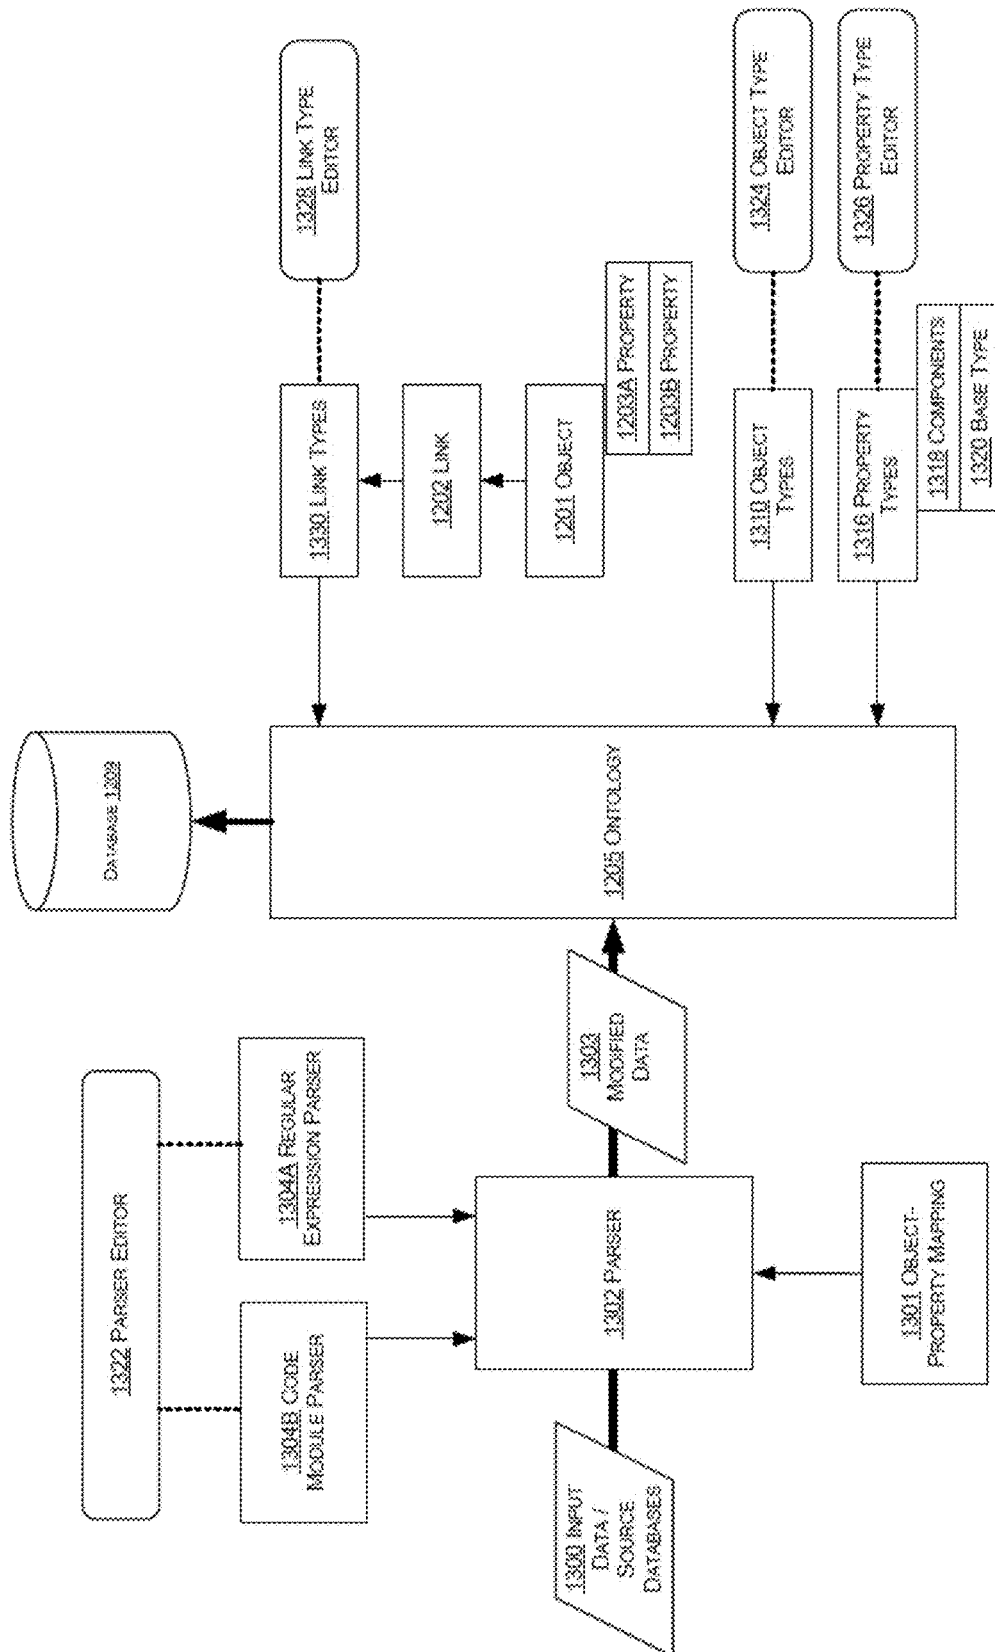 1322 PARSER EDITOR
1304B CODE
MODULE PARSER
1304A REGULAR
EXPRESSION PARSER
1300 INPUT
DATA /
SOURCE
DATABASES
1302 PARSER
1301 OBJECT-
PROPERTY MAPPING
1303
MODIFIED
DATA
DATABASE 1209
1205 ONTOLOGY
1330 LINK TYPES
1202 LINK
1201 OBJECT
1203A PROPERTY
1203B PROPERTY
1310 OBJECT
TYPES
1316 PROPERTY
TYPES
1318 COMPONENTS
1320 BASE TYPE
1328 LINK TYPE
EDITOR
1324 OBJECT TYPE
EDITOR
1326 PROPERTY TYPE
EDITOR